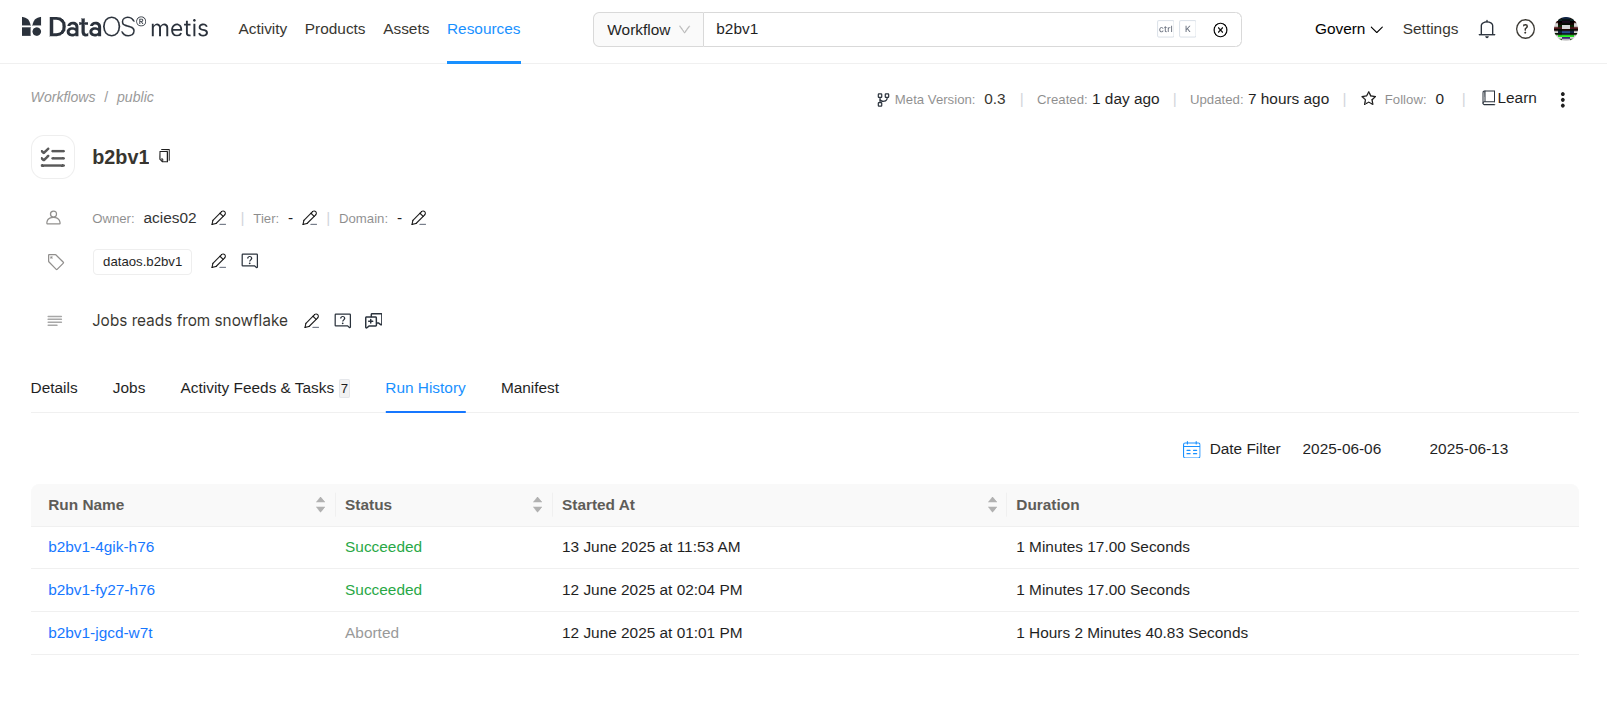 DataOS® metis Activity Products Assets Resources Workflow b2bv1 ctrl K Govern Settings
Workflows / public
Meta Version: 0.3 | Created: 1 day ago | Updated: 7 hours ago | Follow: 0 | Learn
b2bv1
Owner: acies02 | Tier: - | Domain: -
dataos.b2bv1
Jobs reads from snowflake
Details Jobs Activity Feeds & Tasks 7 Run History Manifest
Date Filter 2025-06-06 2025-06-13
Run Name Status Started At Duration
b2bv1-4gik-h76 Succeeded 13 June 2025 at 11:53 AM 1 Minutes 17.00 Seconds
b2bv1-fy27-h76 Succeeded 12 June 2025 at 02:04 PM 1 Minutes 17.00 Seconds
b2bv1-jgcd-w7t Aborted 12 June 2025 at 01:01 PM 1 Hours 2 Minutes 40.83 Seconds